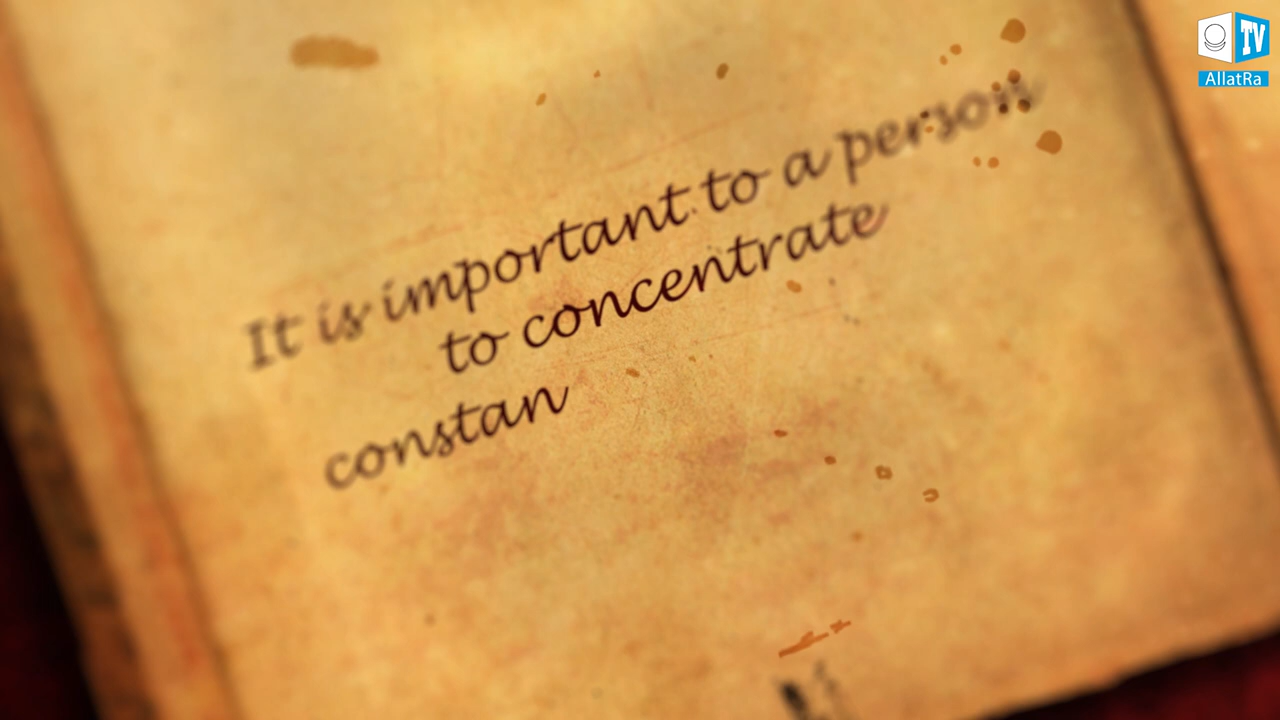 It is important to a person
to concentrate
constan
TV
AllatRa